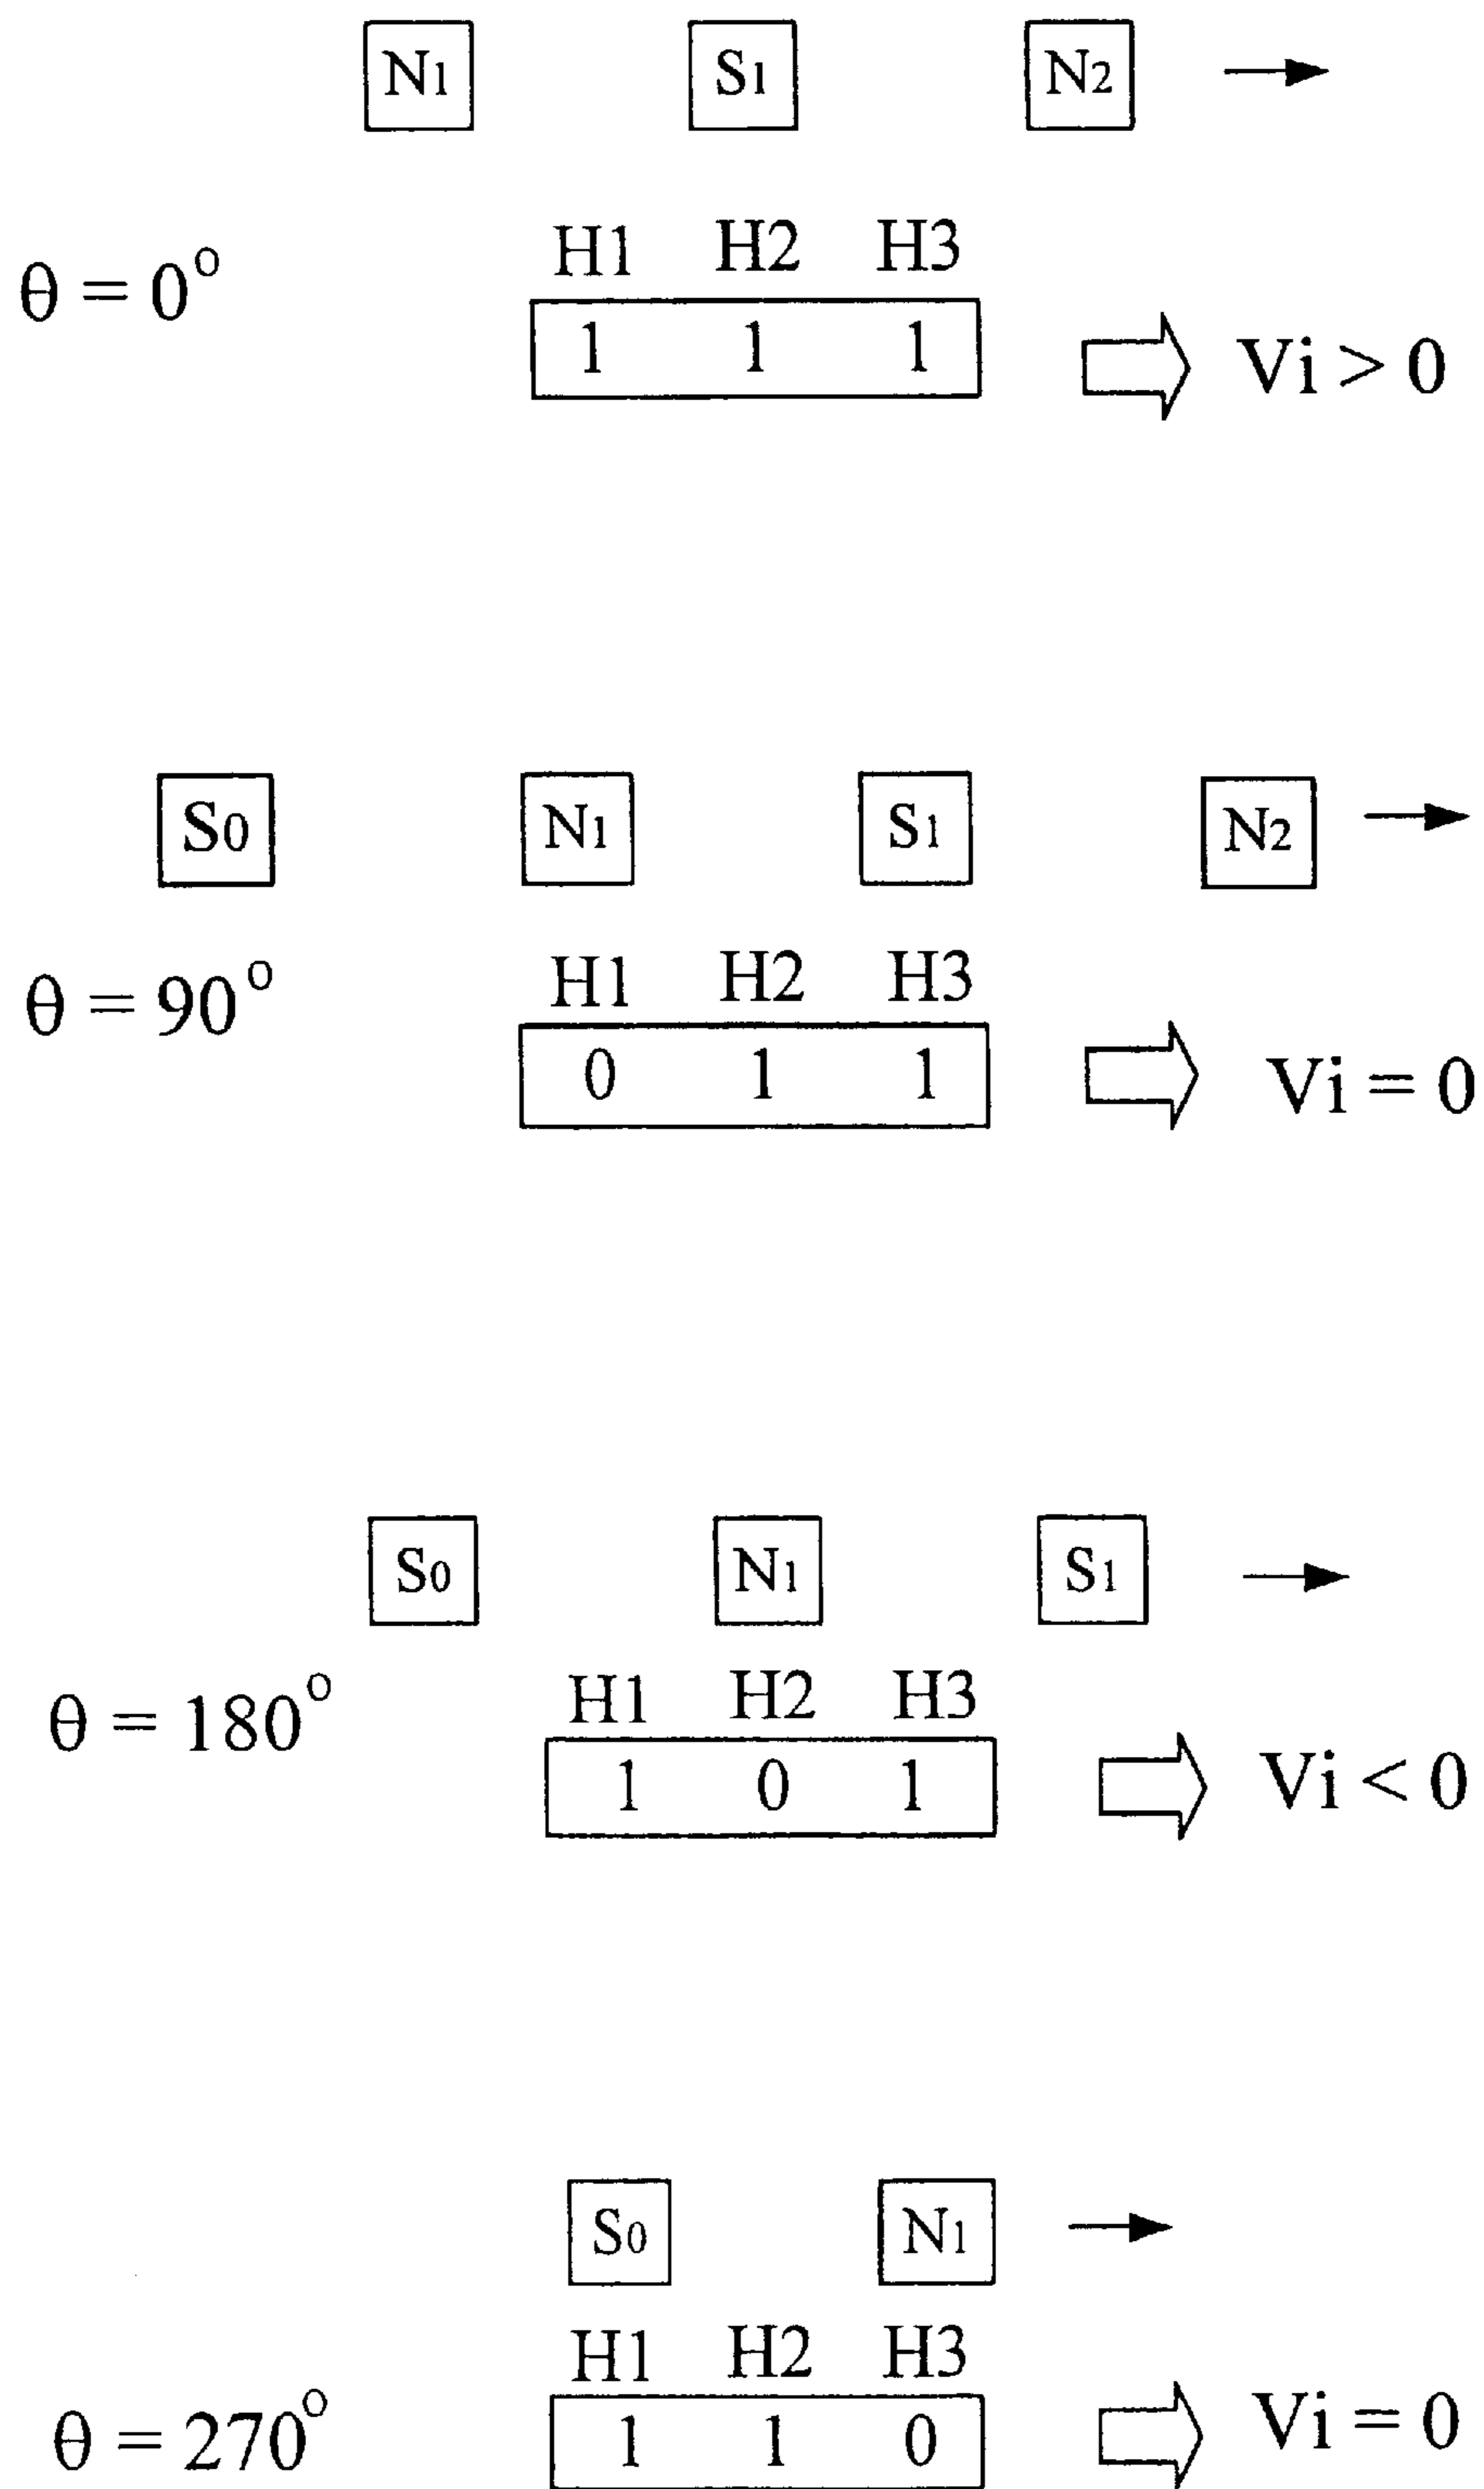 N1 S1 N2
H1 H2 H3
θ = 0°
1 1 1
Vi > 0
S0 N1 S1 N2
H1 H2 H3
θ = 90°
0 1 1
Vi = 0
S0 N1 S1
H1 H2 H3
θ = 180°
1 0 1
Vi < 0
S0 N1
H1 H2 H3
θ = 270°
1 1 0
Vi = 0